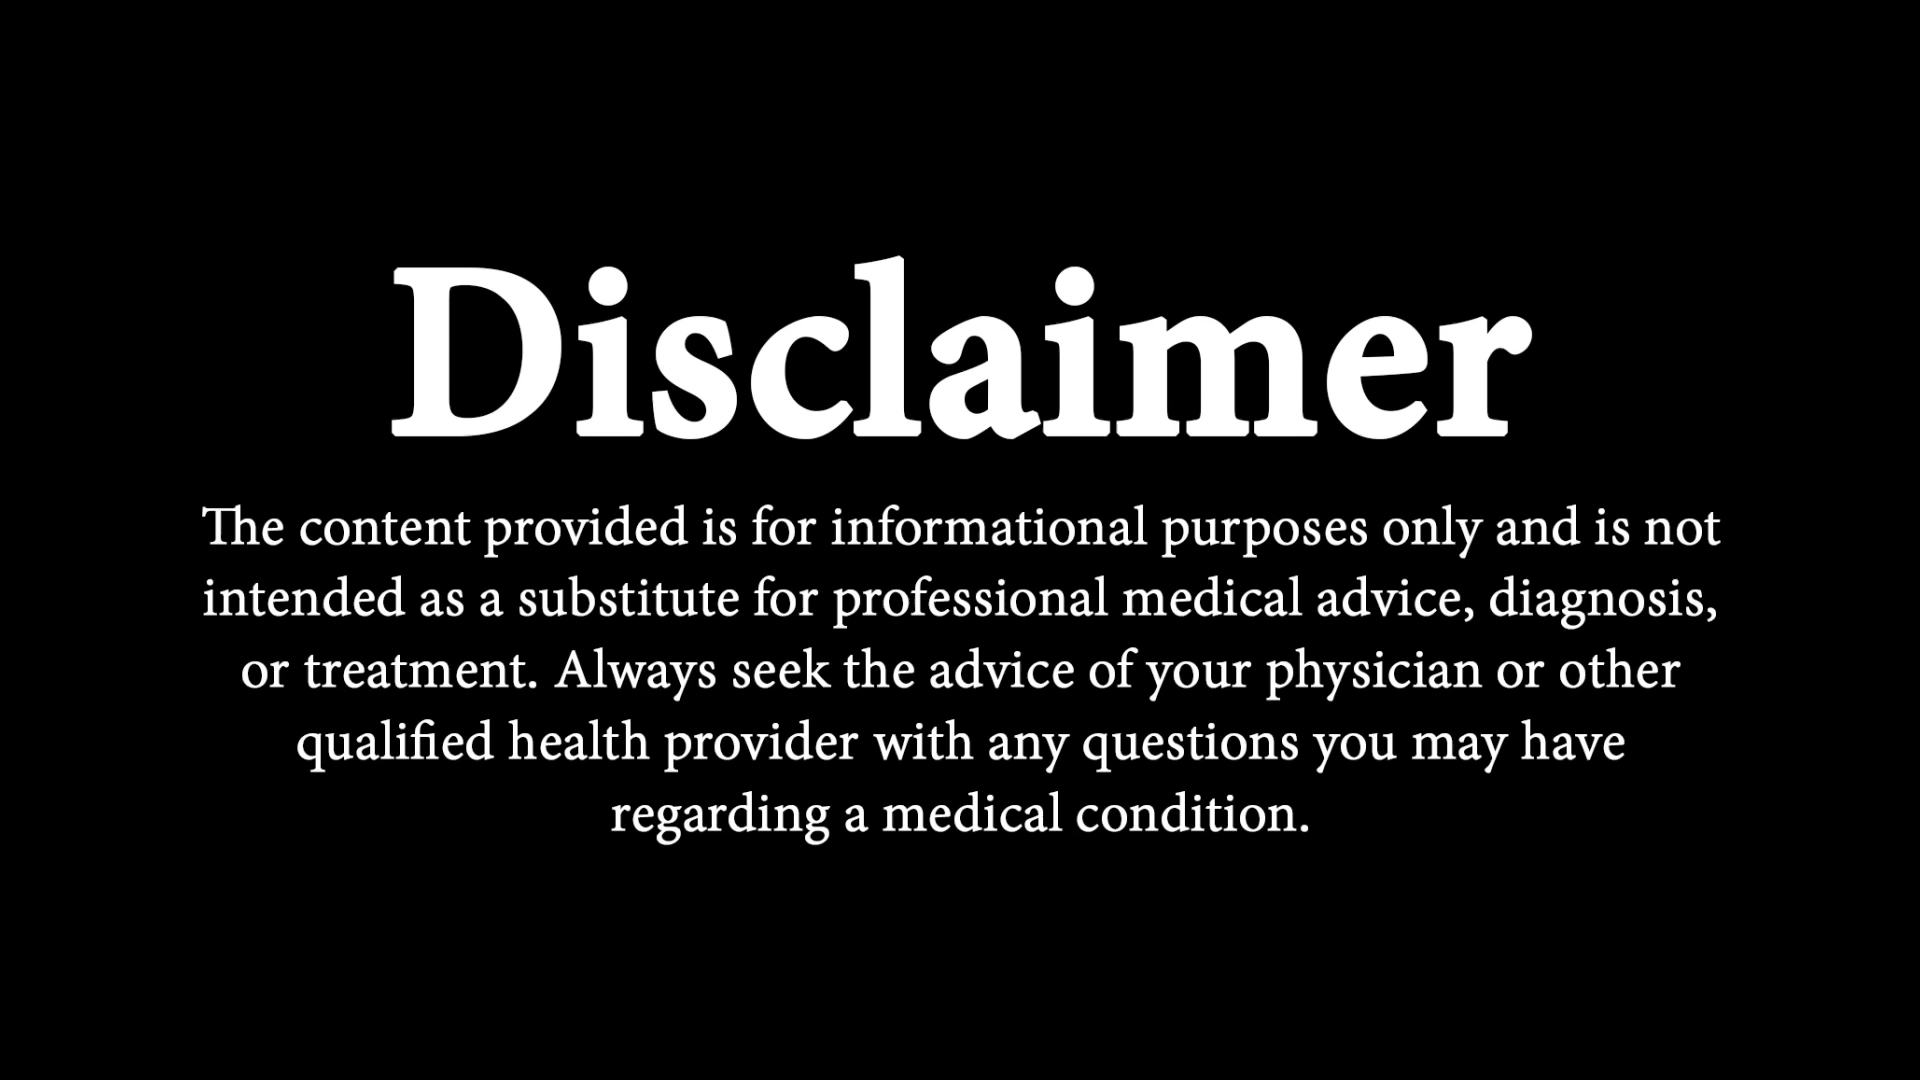 Disclaimer
The content provided is for informational purposes only and is not
intended as a substitute for professional medical advice, diagnosis,
or treatment. Always seek the advice of your physician or other
qualified health provider with any questions you may have
regarding a medical condition.